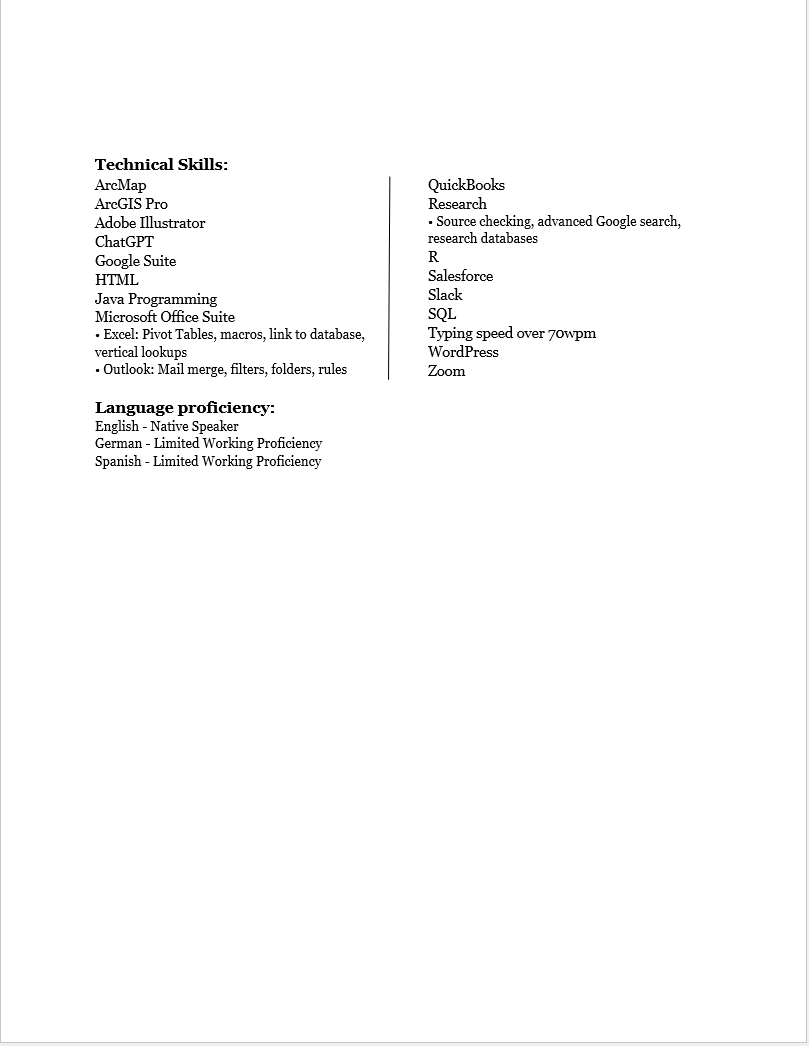 Technical Skills:
ArcMap
ArcGIS Pro
Adobe Illustrator
ChatGPT
Google Suite
HTML
Java Programming
Microsoft Office Suite
• Excel: Pivot Tables, macros, link to database,
vertical lookups
• Outlook: Mail merge, filters, folders, rules
QuickBooks
Research
• Source checking, advanced Google search,
research databases
R
Salesforce
Slack
SQL
Typing speed over 70wpm
WordPress
Zoom
Language proficiency:
English - Native Speaker
German - Limited Working Proficiency
Spanish - Limited Working Proficiency